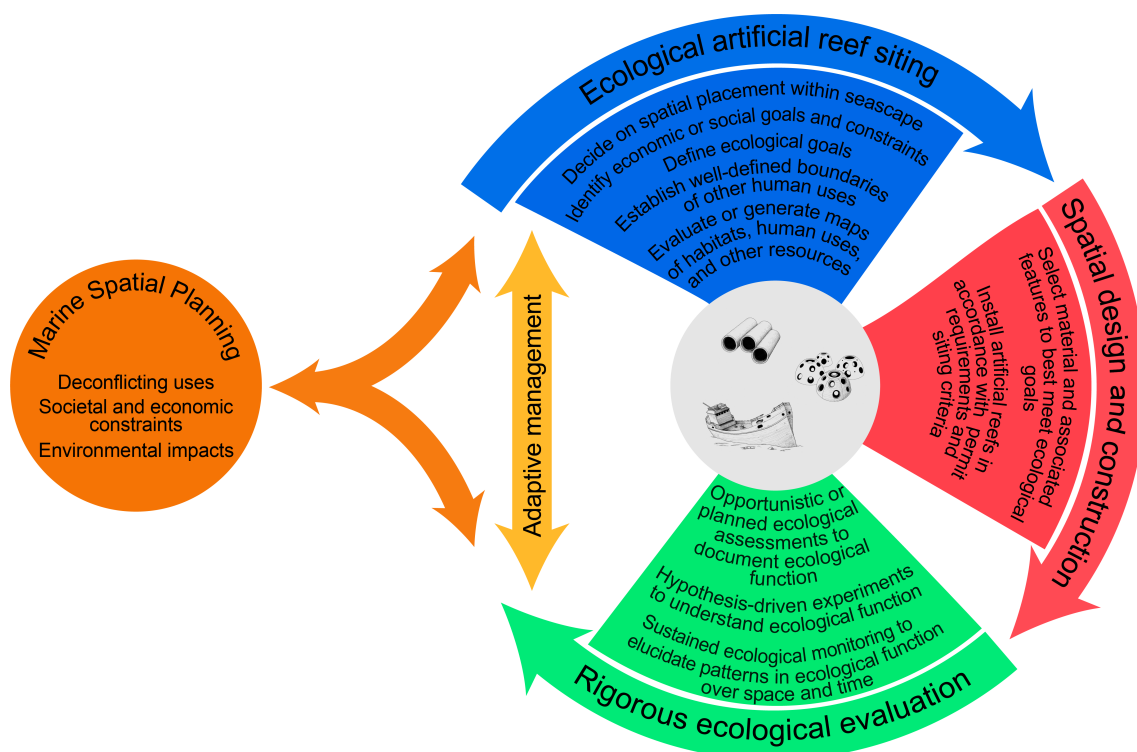 Marine Spatial Planning
Deconflicting uses
Societal and economic
constraints
Environmental impacts
Adaptive management
Ecological artificial reef siting
Decide on spatial placement within seascape
Identify economic or social goals and constraints
Define ecological goals
Establish well-defined boundaries
of other human uses
Evaluate or generate maps
of habitats, human uses,
and other resources
Spatial design and construction
Select material and associated
features to best meet ecological
goals
Install artificial reefs in
accordance with permit
requirements and
siting criteria
Opportunistic or
planned ecological
assessments to
document ecological
function
Hypothesis-driven experiments
to understand ecological function
Sustained ecological monitoring to
elucidate patterns in ecological function
over space and time
Rigorous ecological evaluation